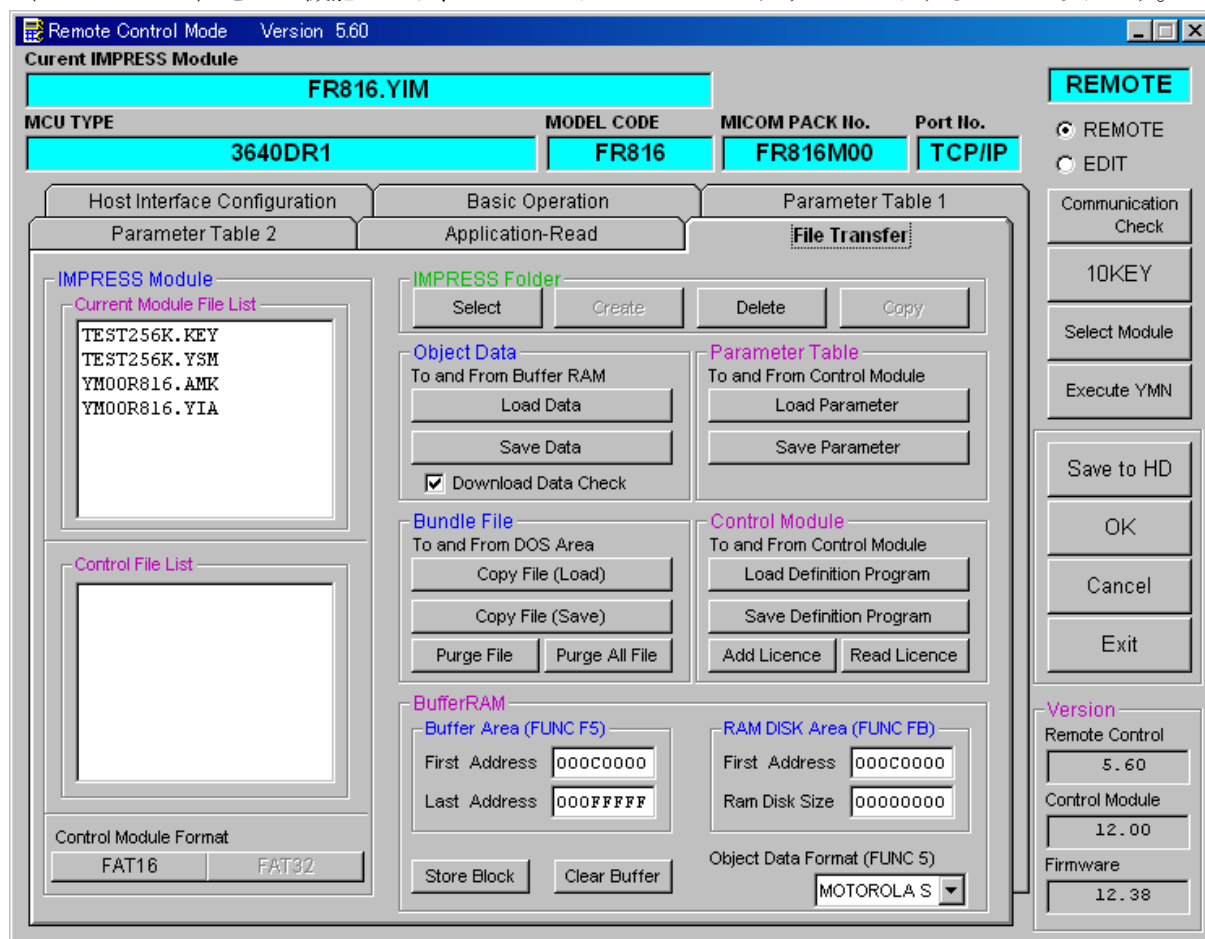 Remote Control Mode Version 5.60
Curent IMPRESS Module
FR816.YIM
MCU TYPE
MODEL CODE
MICOM PACK No.
Port No.
3640DR1
FR816
FR816M00
TCP/IP
REMOTE
REMOTE
EDIT
Host Interface Configuration
Basic Operation
Parameter Table 1
Parameter Table 2
Application-Read
File Transfer
IMPRESS Module
Current Module File List
TEST256K.KEY
TEST256K.YSM
YM00R816.AMK
YM00R816.YIA
Control File List
Control Module Format
FAT16
FAT32
IMPRESS Folder
Select
Create
Delete
Copy
Object Data
To and From Buffer RAM
Load Data
Save Data
Download Data Check
Parameter Table
To and From Control Module
Load Parameter
Save Parameter
Bundle File
To and From DOS Area
Copy File (Load)
Copy File (Save)
Purge File
Purge All File
Control Module
To and From Control Module
Load Definition Program
Save Definition Program
Add Licence
Read Licence
BufferRAM
Buffer Area (FUNC F5)
First Address 000C0000
Last Address 000FFFFF
RAM DISK Area (FUNC FB)
First Address 000C0000
Ram Disk Size 00000000
Store Block
Clear Buffer
Object Data Format (FUNC 5)
MOTOROLA S
Communication
Check
10KEY
Select Module
Execute YMN
Save to HD
OK
Cancel
Exit
Version
Remote Control
5.60
Control Module
12.00
Firmware
12.38